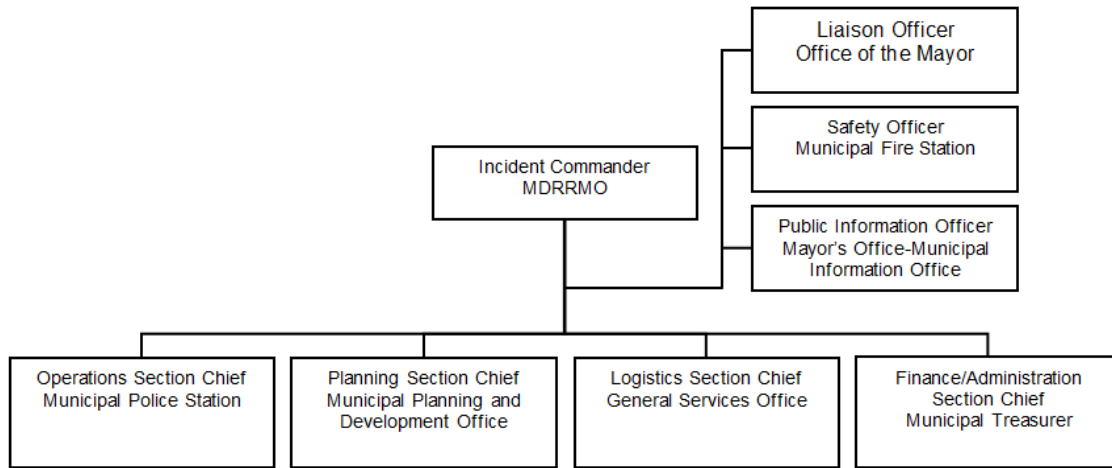 Liaison Officer
Office of the Mayor
Safety Officer
Municipal Fire Station
Incident Commander
MDRRMO
Public Information Officer
Mayor's Office-Municipal
Information Office
Operations Section Chief
Municipal Police Station
Planning Section Chief
Municipal Planning and
Development Office
Logistics Section Chief
General Services Office
Finance/Administration
Section Chief
Municipal Treasurer